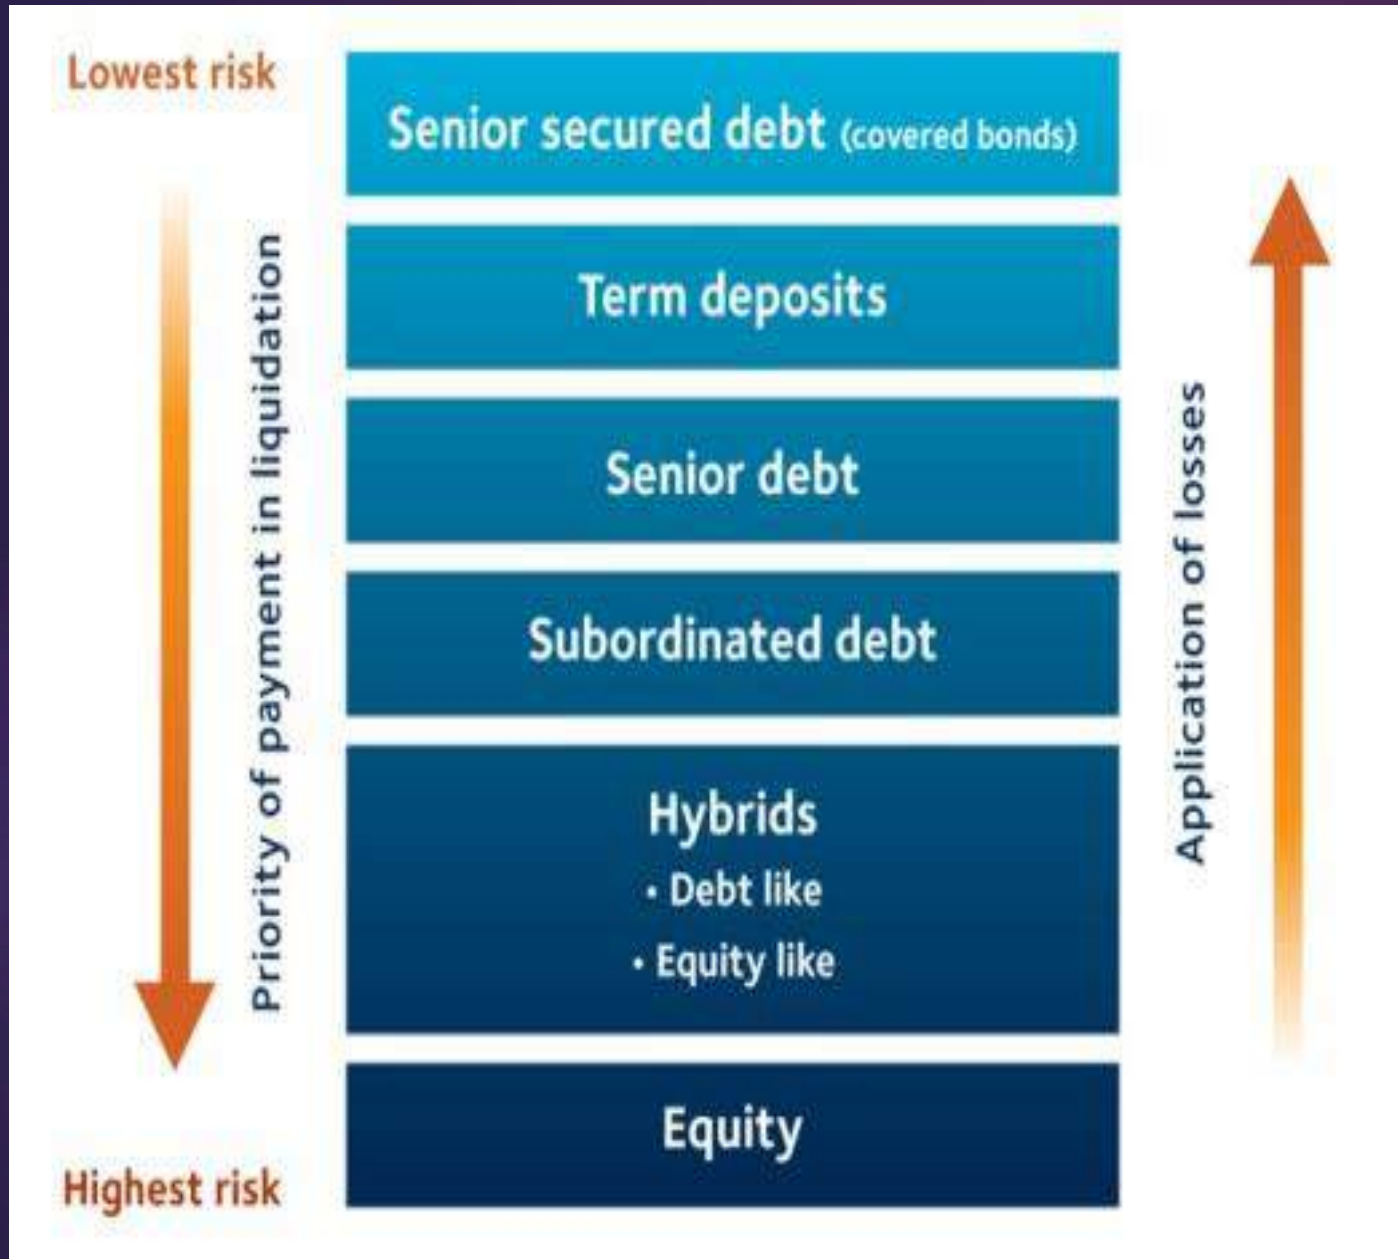 Lowest risk
Senior secured debt (covered bonds)
Term deposits
Senior debt
Subordinated debt
Hybrids
• Debt like
• Equity like
Equity
Highest risk
Priority of payment in liquidation
Application of losses